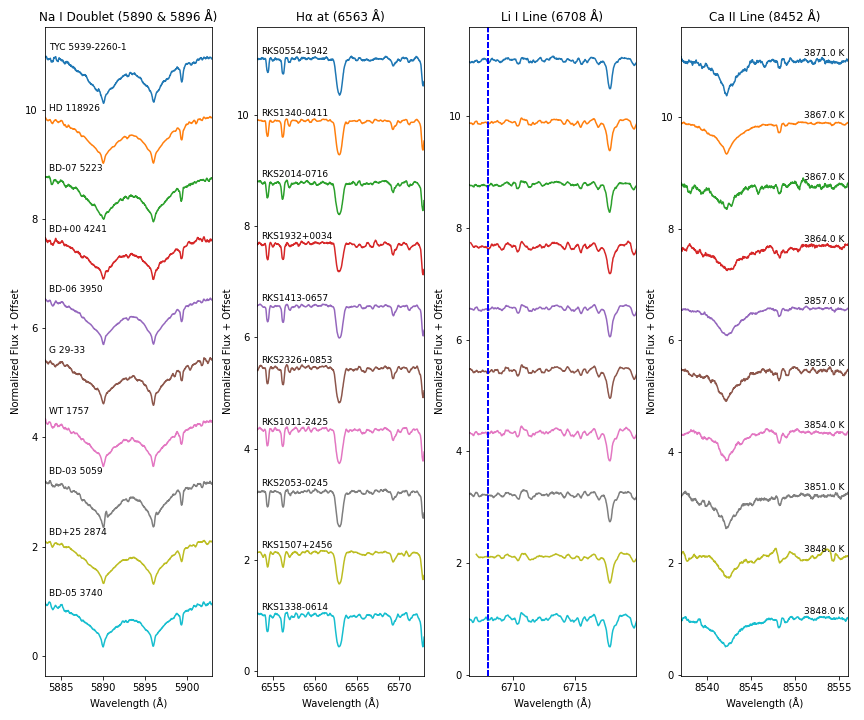 Na I Doublet (5890 & 5896 Å)
Hα at (6563 Å)
Li I Line (6708 Å)
Ca II Line (8452 Å)
TYC 5939-2260-1
HD 118926
BD-07 5223
BD+00 4241
BD-06 3950
G 29-33
WT 1757
BD-03 5059
BD+25 2874
BD-05 3740
Normalized Flux + Offset
10
8
6
4
2
0
5885
5890
5895
5900
Wavelength (Å)
RKS0554-1942
RKS1340-0411
RKS2014-0716
RKS1932+0034
RKS1413-0657
RKS2326+0853
RKS1011-2425
RKS2053-0245
RKS1507+2456
RKS1338-0614
Normalized Flux + Offset
10
8
6
4
2
0
6555
6560
6565
6570
Wavelength (Å)
Normalized Flux + Offset
10
8
6
4
2
0
6710
6715
Wavelength (Å)
3871.0 K
3867.0 K
3867.0 K
3864.0 K
3857.0 K
3855.0 K
3854.0 K
3851.0 K
3848.0 K
3848.0 K
Normalized Flux + Offset
10
8
6
4
2
0
8540
8545
8550
8555
Wavelength (Å)